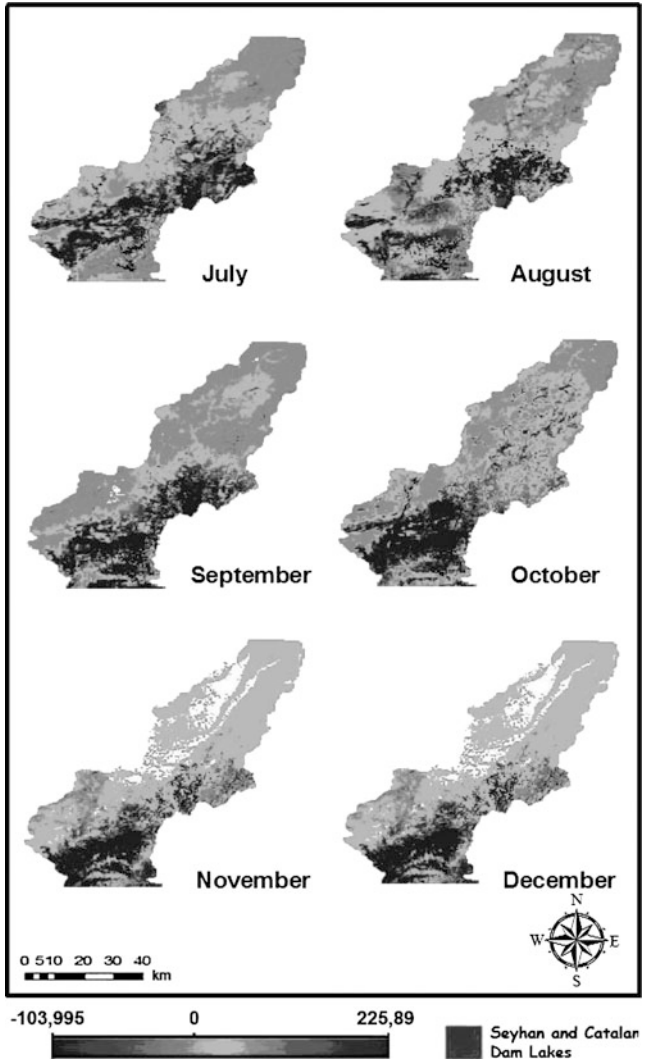 July August
September October
November December
N
W E
S
0 510 20 30 40
km
-103,995 0 225,89
Seyhan and Catalan
Dam Lakes